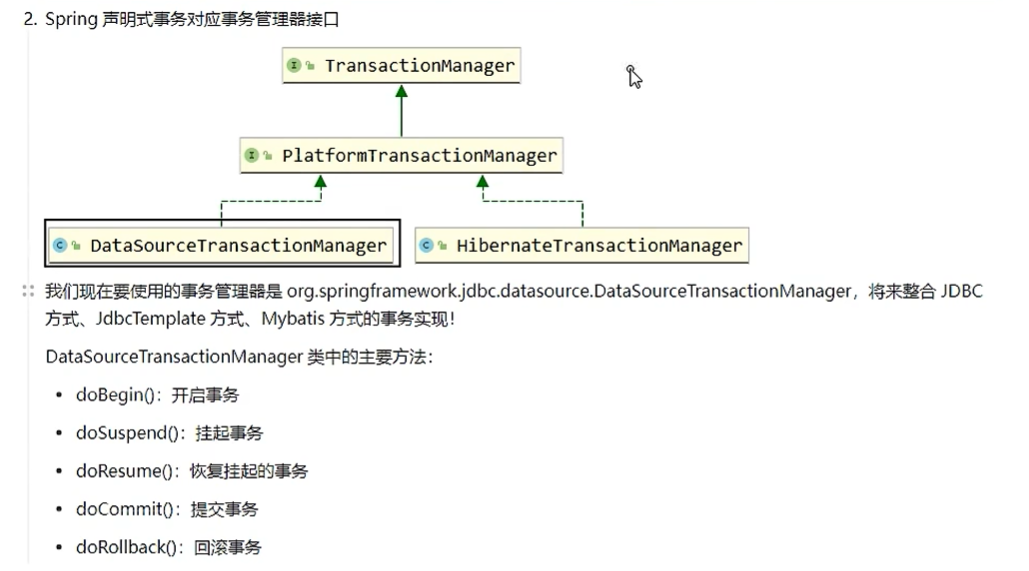 2. Spring 声明式事务对应事务管理器接口
TransactionManager
PlatformTransactionManager
DataSourceTransactionManager
HibernateTransactionManager
我们现在要使用的事务管理器是 org.springframework.jdbc.datasource.DataSourceTransactionManager，将来整合 JDBC
方式、JdbcTemplate 方式、Mybatis 方式的事务实现！
DataSourceTransactionManager 类中的主要方法：
• doBegin()：开启事务
• doSuspend()：挂起事务
• doResume()：恢复挂起的事务
• doCommit()：提交事务
• doRollback()：回滚事务